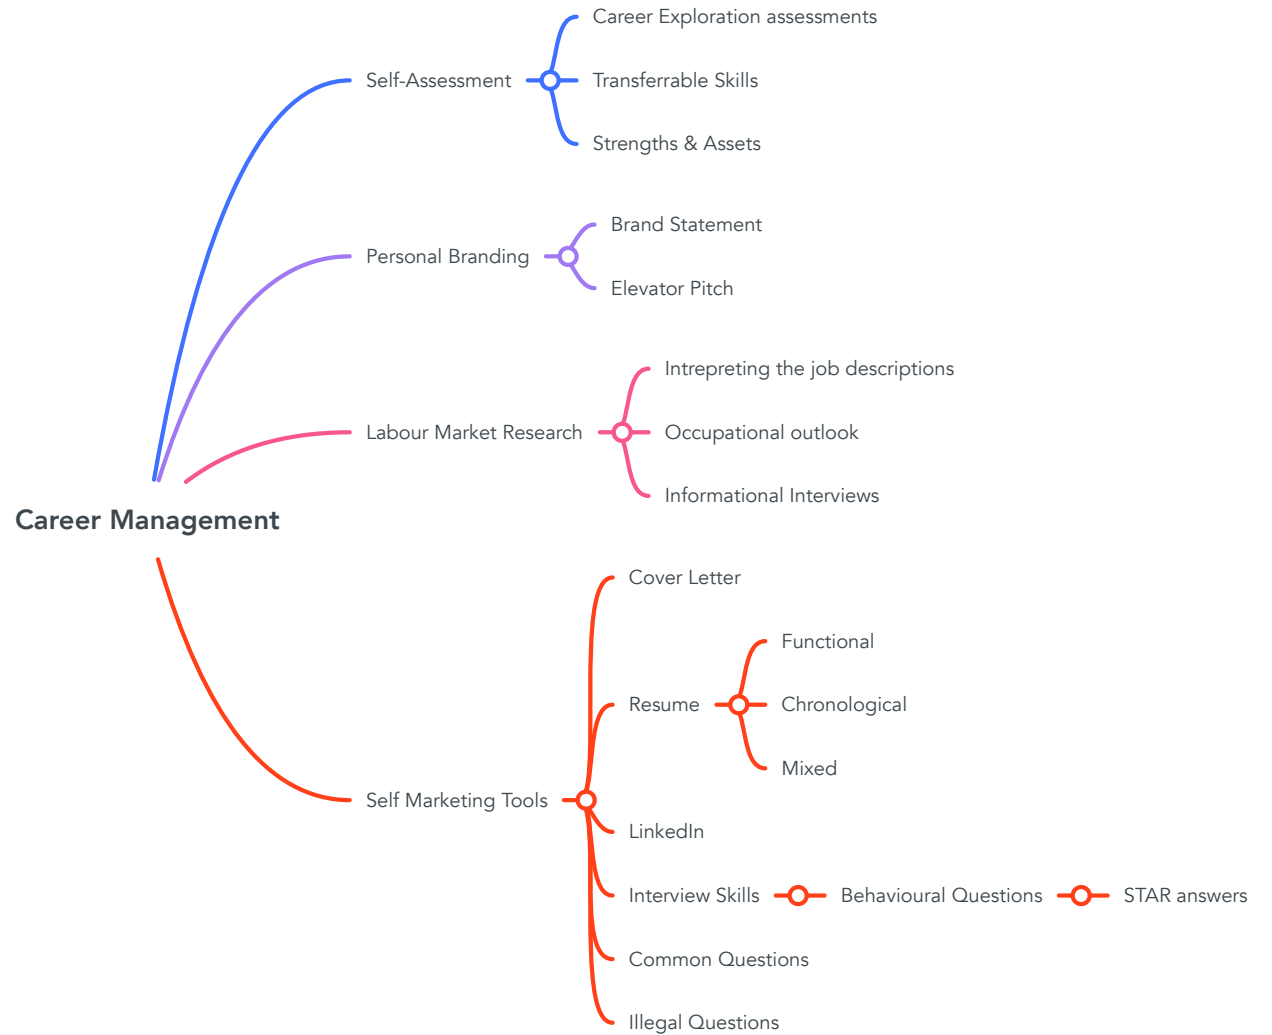 Career Management
Self-Assessment
Career Exploration assessments
Transferrable Skills
Strengths & Assets
Personal Branding
Brand Statement
Elevator Pitch
Labour Market Research
Intrepreting the job descriptions
Occupational outlook
Informational Interviews
Self Marketing Tools
Cover Letter
Resume
Functional
Chronological
Mixed
LinkedIn
Interview Skills
Behavioural Questions
STAR answers
Common Questions
Illegal Questions